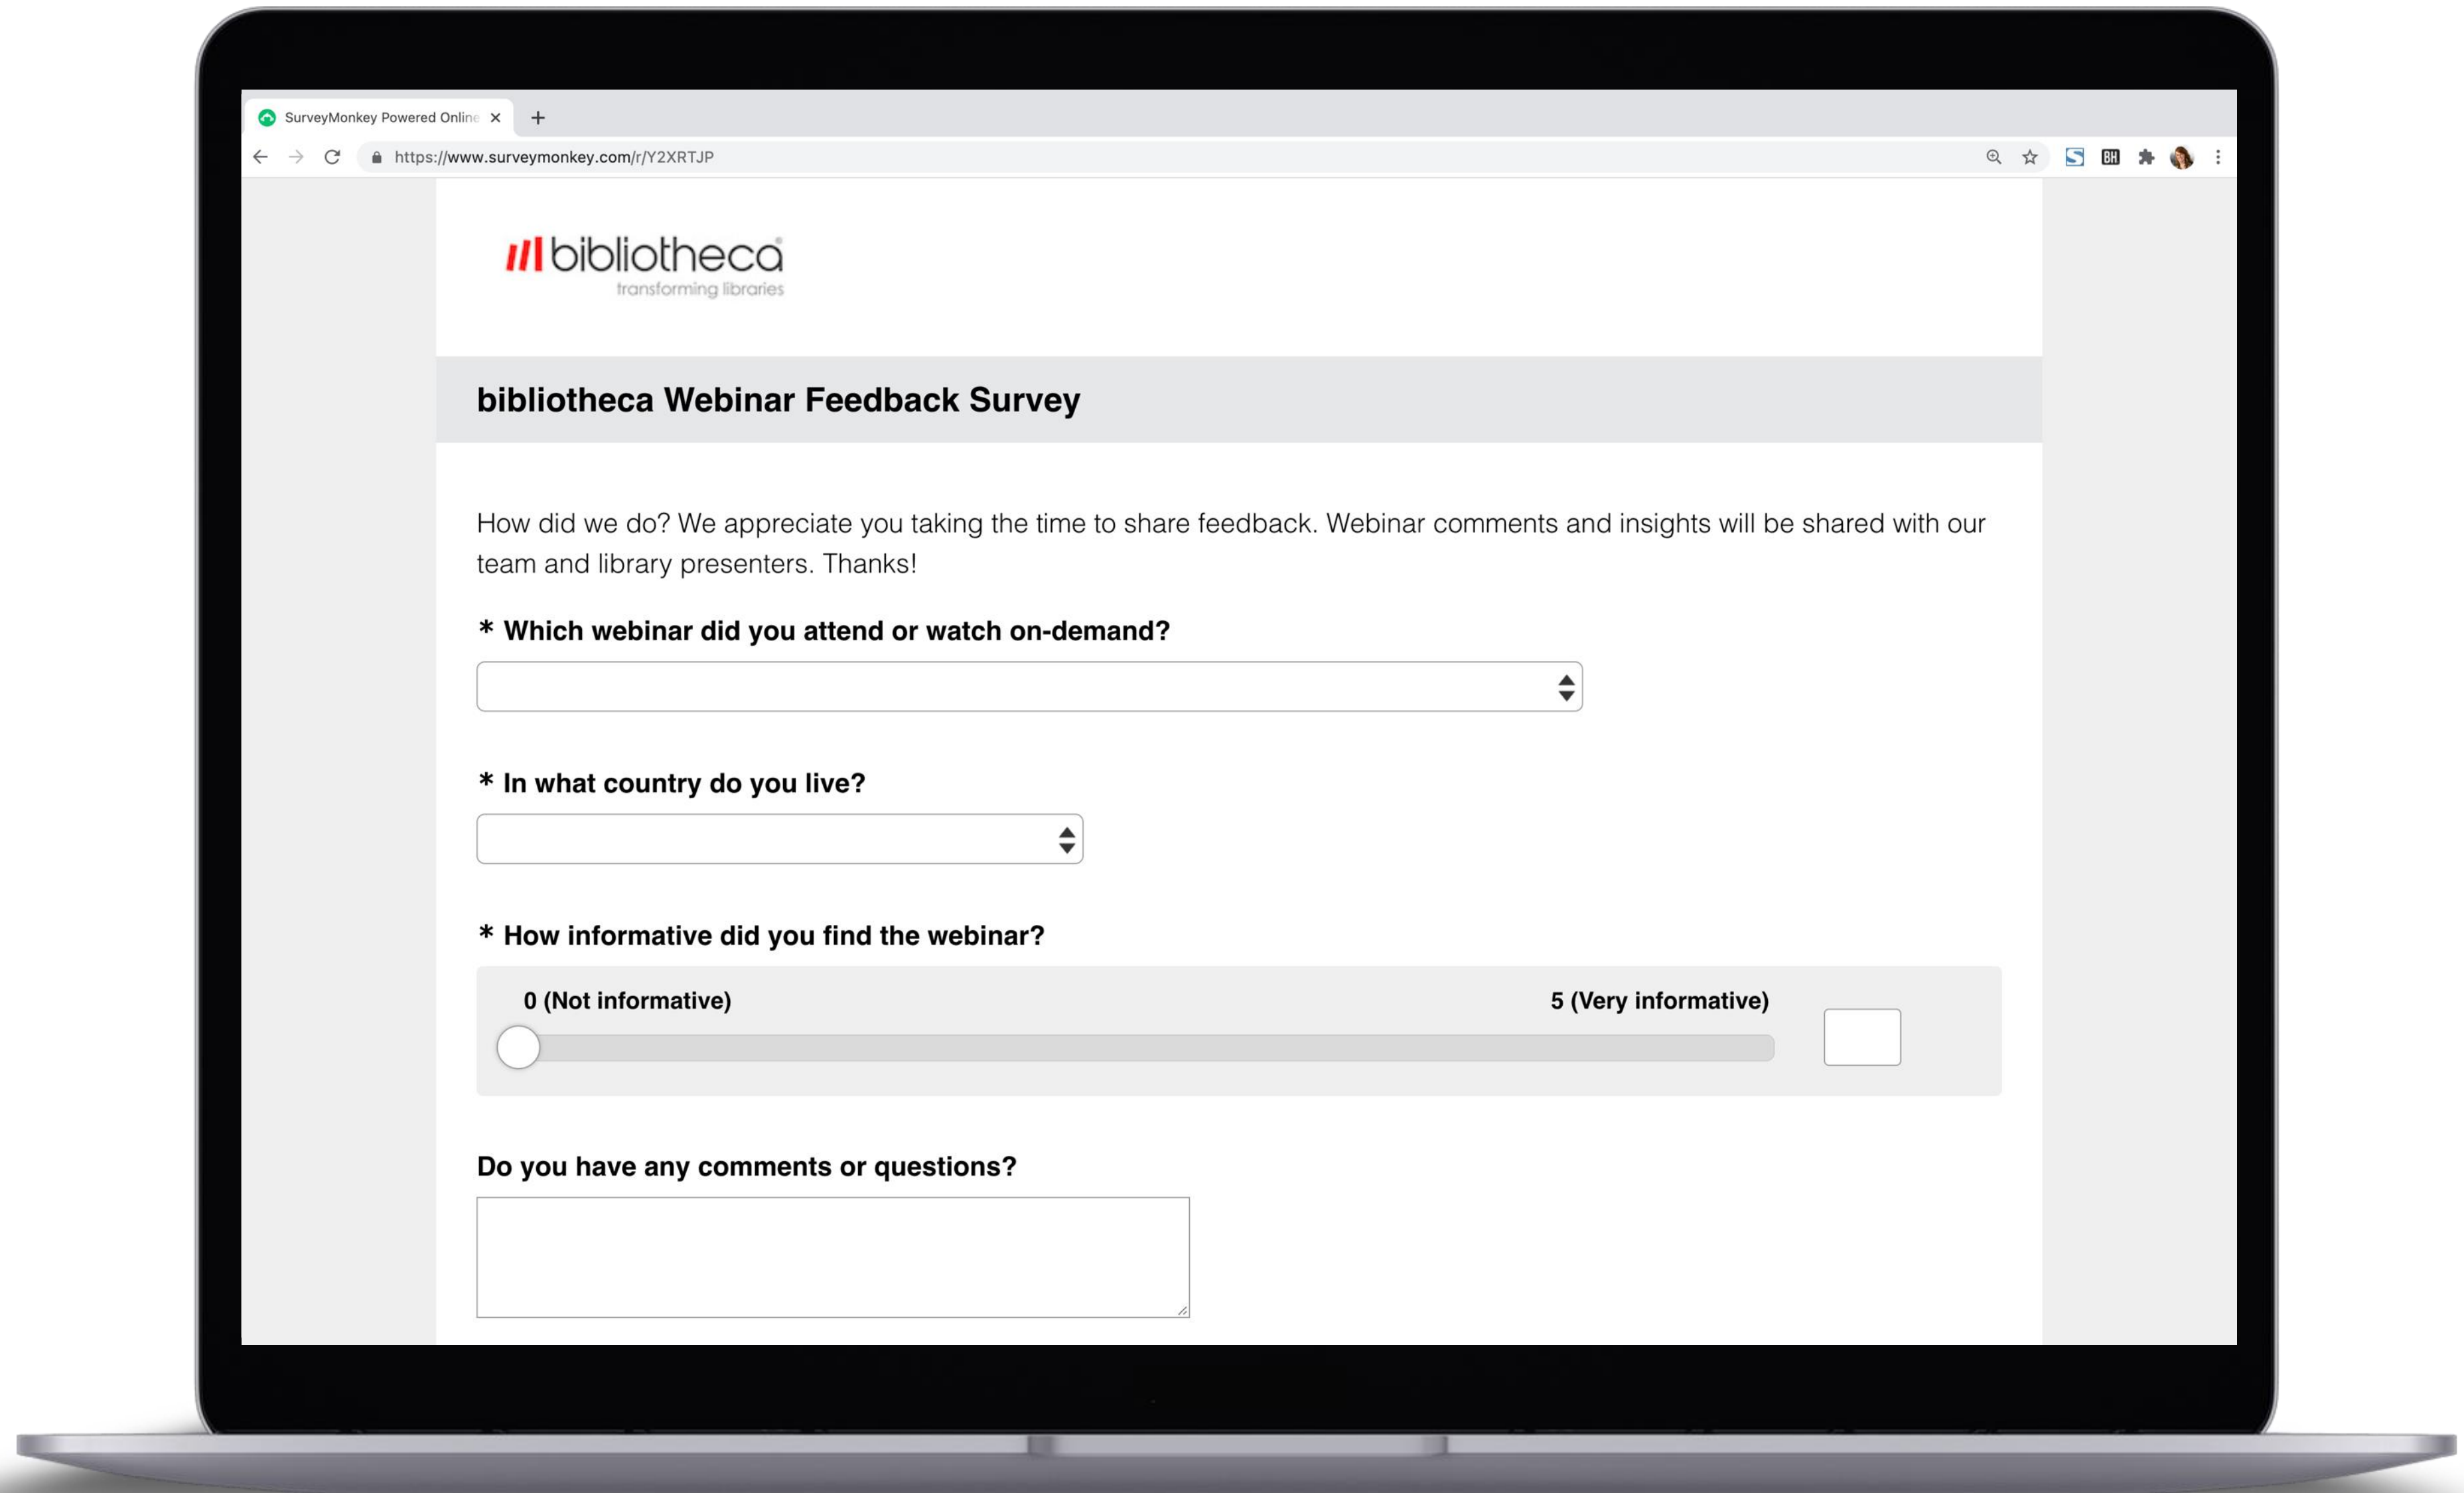 SurveyMonkey Powered Online
https://www.surveymonkey.com/r/Y2XRTJP
BH
bibliotheca®
transforming libraries
bibliotheca Webinar Feedback Survey
How did we do? We appreciate you taking the time to share feedback. Webinar comments and insights will be shared with our
team and library presenters. Thanks!
* Which webinar did you attend or watch on-demand?
* In what country do you live?
* How informative did you find the webinar?
0 (Not informative) 5 (Very informative)
Do you have any comments or questions?